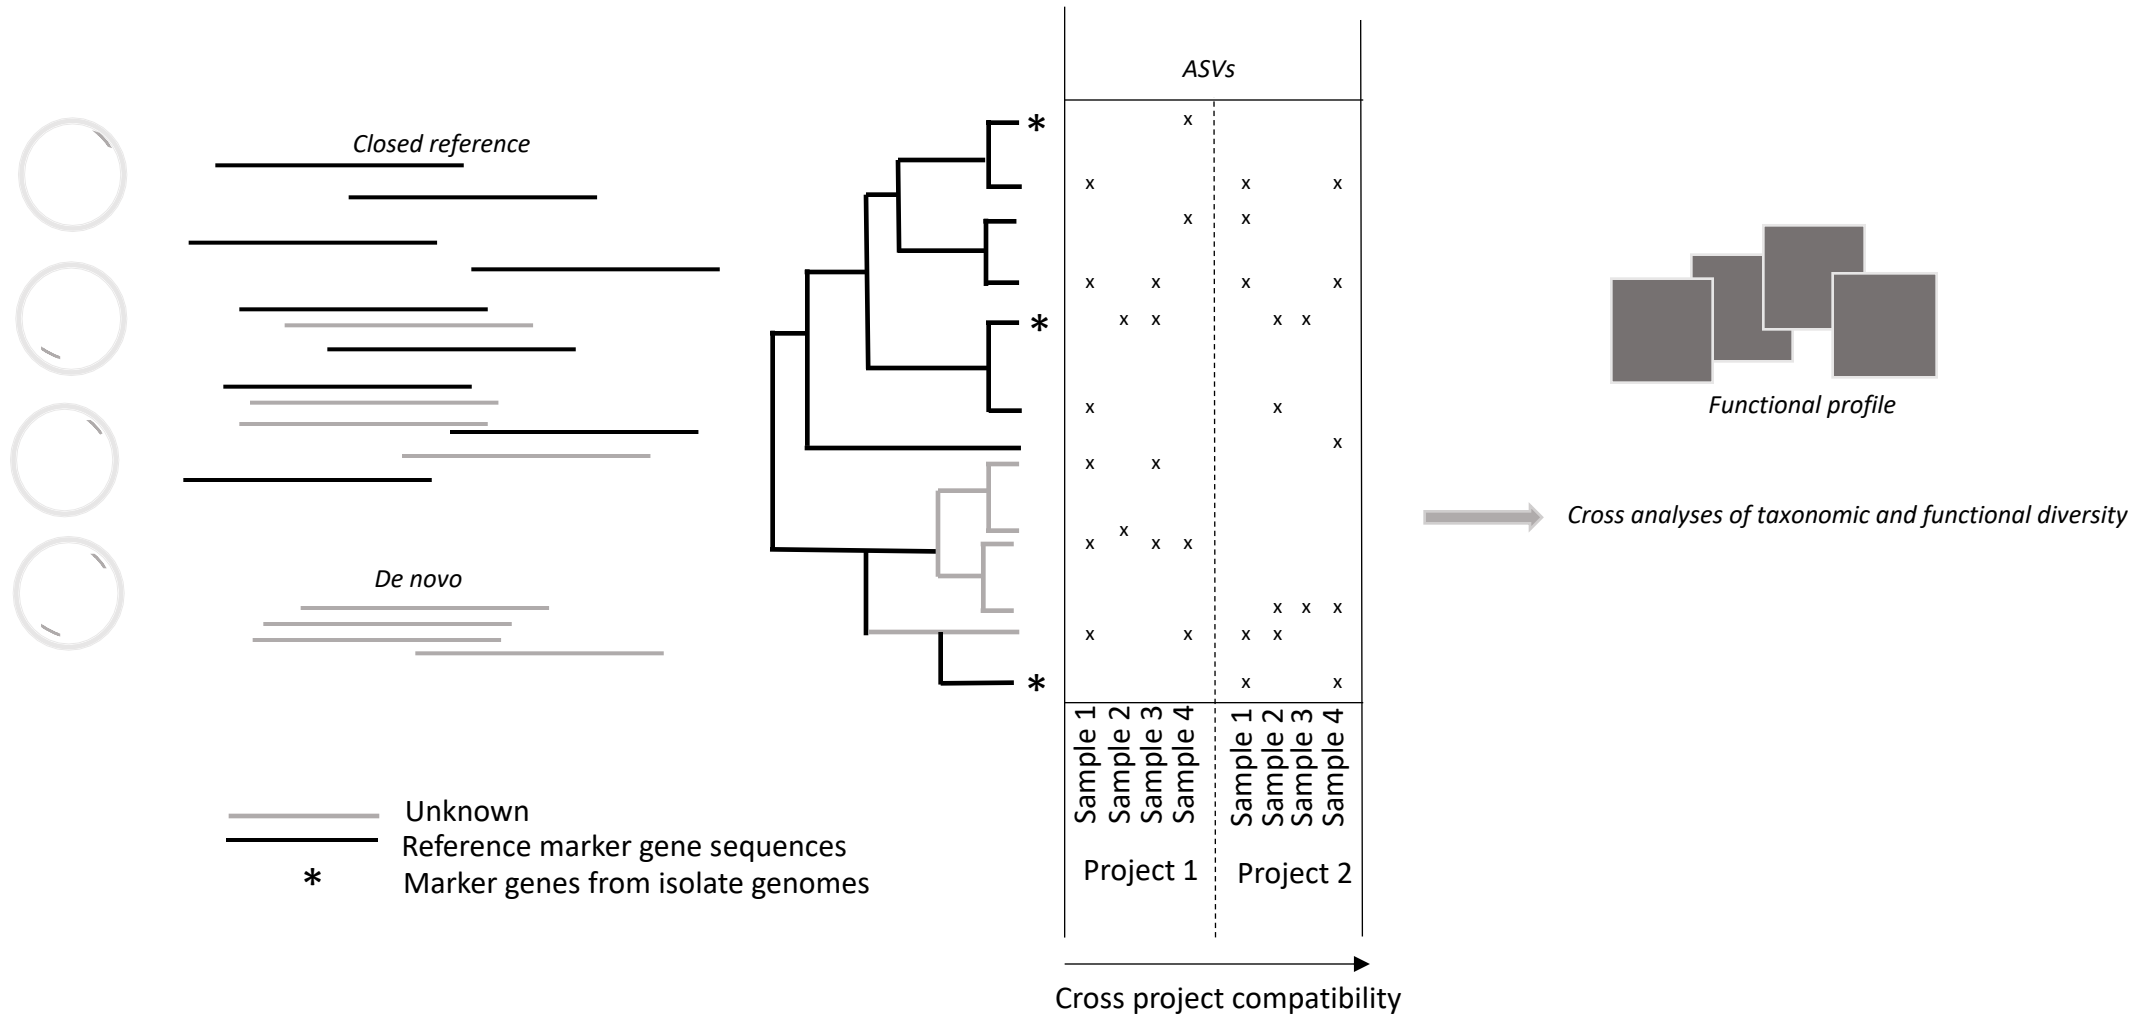 ASVs
Closed reference
*
x
x x x
x x
x x x x
*
x x x x
Functional profile
x x
x
x x
Cross analyses of taxonomic and functional diversity
x
x x x
De novo
x x x
x x x x
*
x x
Sample 1
Sample 2
Sample 3
Sample 4
Sample 1
Sample 2
Sample 3
Sample 4
Unknown
Reference marker gene sequences
* Marker genes from isolate genomes
Project 1
Project 2
Cross project compatibility